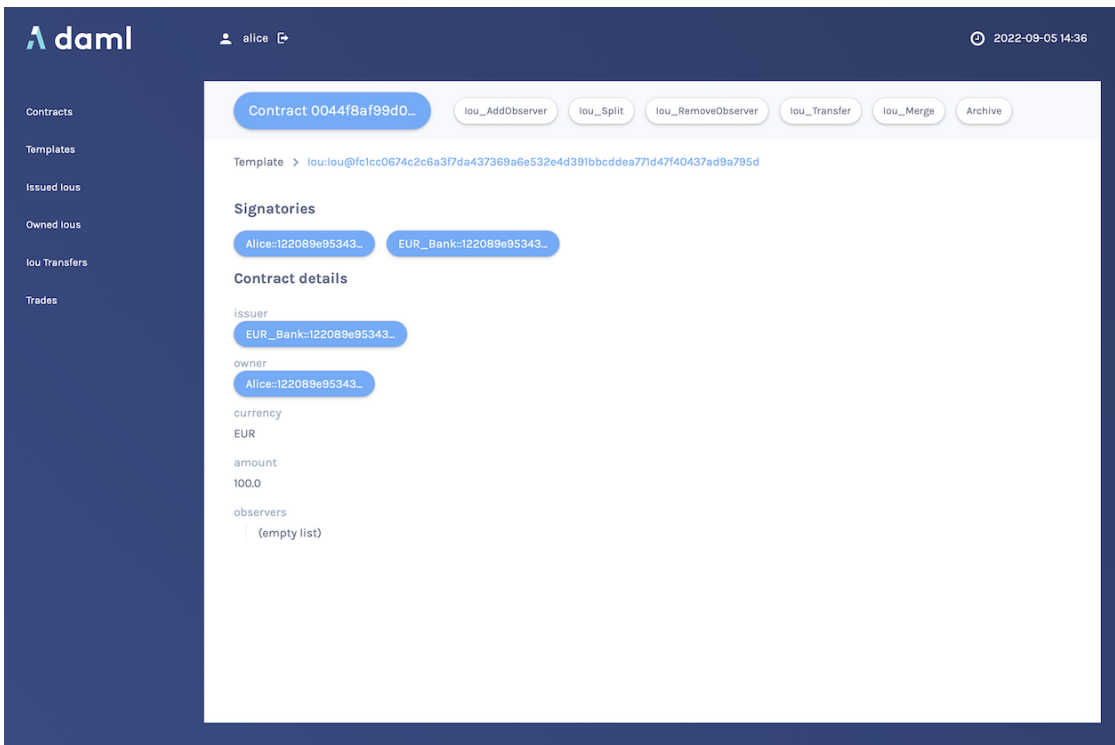 daml
alice
2022-09-05 14:36
Contracts
Templates
Issued Ious
Owned Ious
Iou Transfers
Trades
Contract 0044f8af99d0...
Iou_AddObserver
Iou_Split
Iou_RemoveObserver
Iou_Transfer
Iou_Merge
Archive
Template > Iou:Iou@fc1cc0674c2c6a3f7da437369a6e532e4d391bbcddea771d47f40437ad9a795d
Signatories
Alice::122089e95343...
EUR_Bank::122089e95343...
Contract details
issuer
EUR_Bank::122089e95343...
owner
Alice::122089e95343...
currency
EUR
amount
100.0
observers
(empty list)